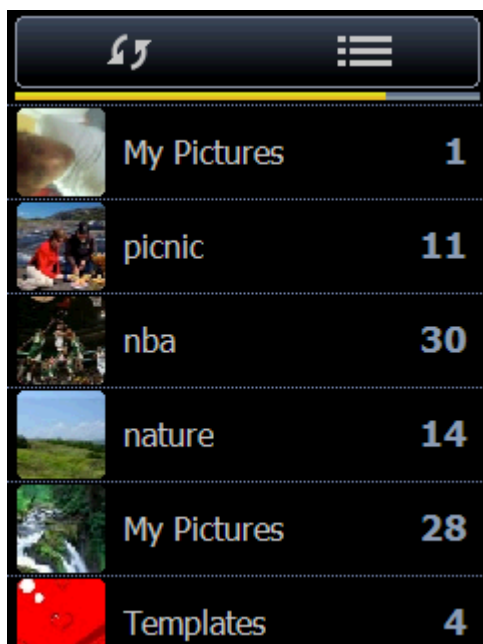 My Pictures 1
picnic 11
nba 30
nature 14
My Pictures 28
Templates 4